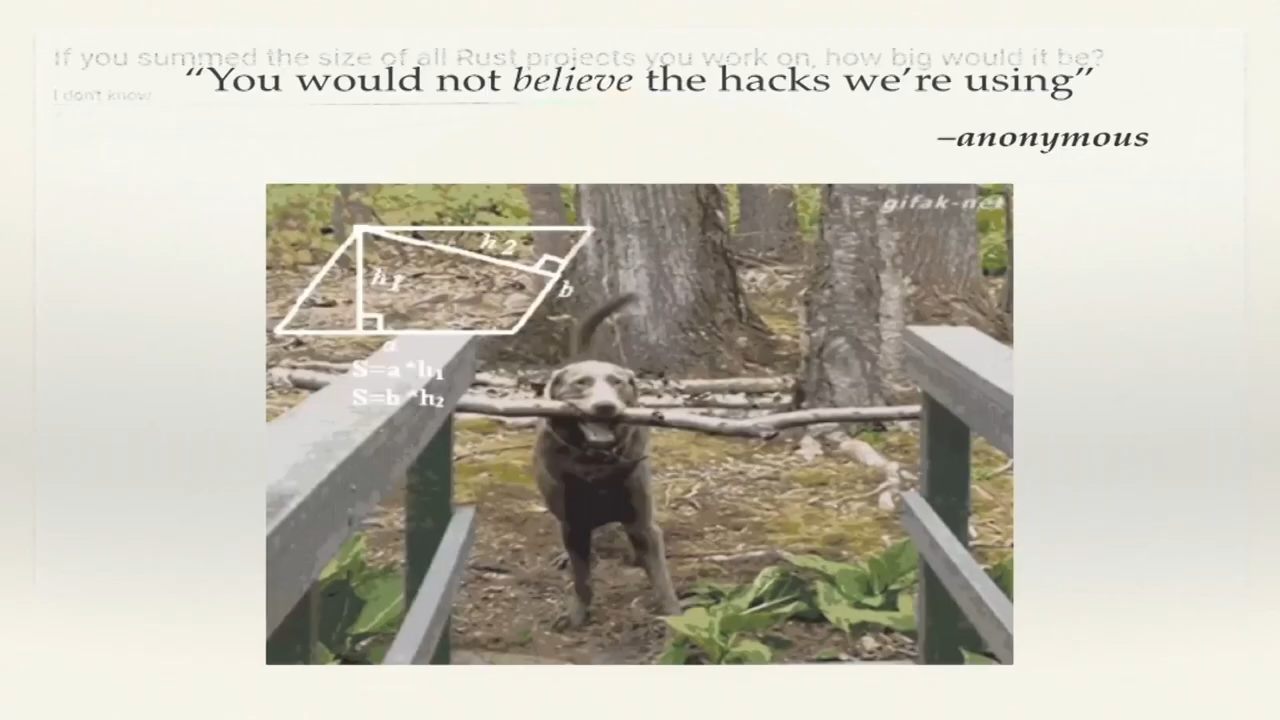 If you summed the size of all Rust projects you work on, how big would it be?
“You would not believe the hacks we’re using”
I don't know
–anonymous
gifak-net
h2
h1
b
a
S=a*h1
S=b*h2